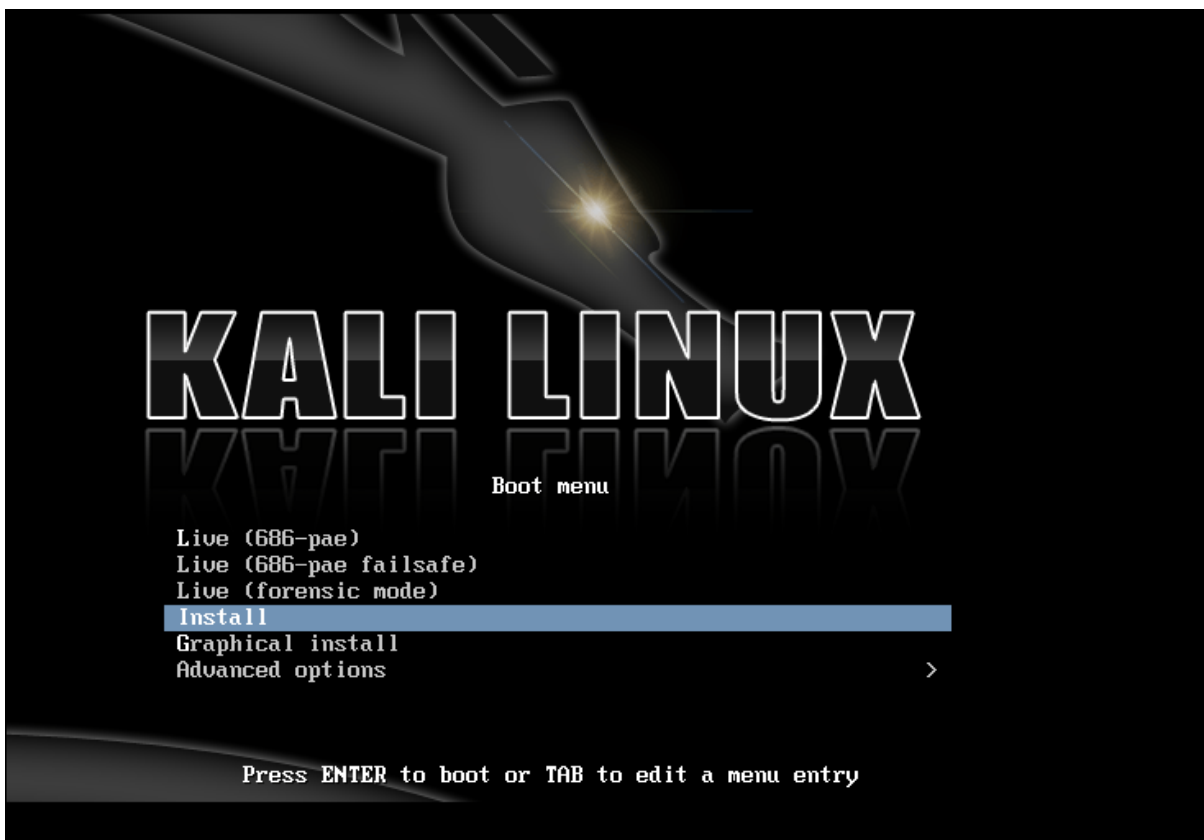 KALI LINUX
Boot menu
Live (686-pae)
Live (686-pae failsafe)
Live (forensic mode)
Install
Graphical install
Advanced options >
Press ENTER to boot or TAB to edit a menu entry